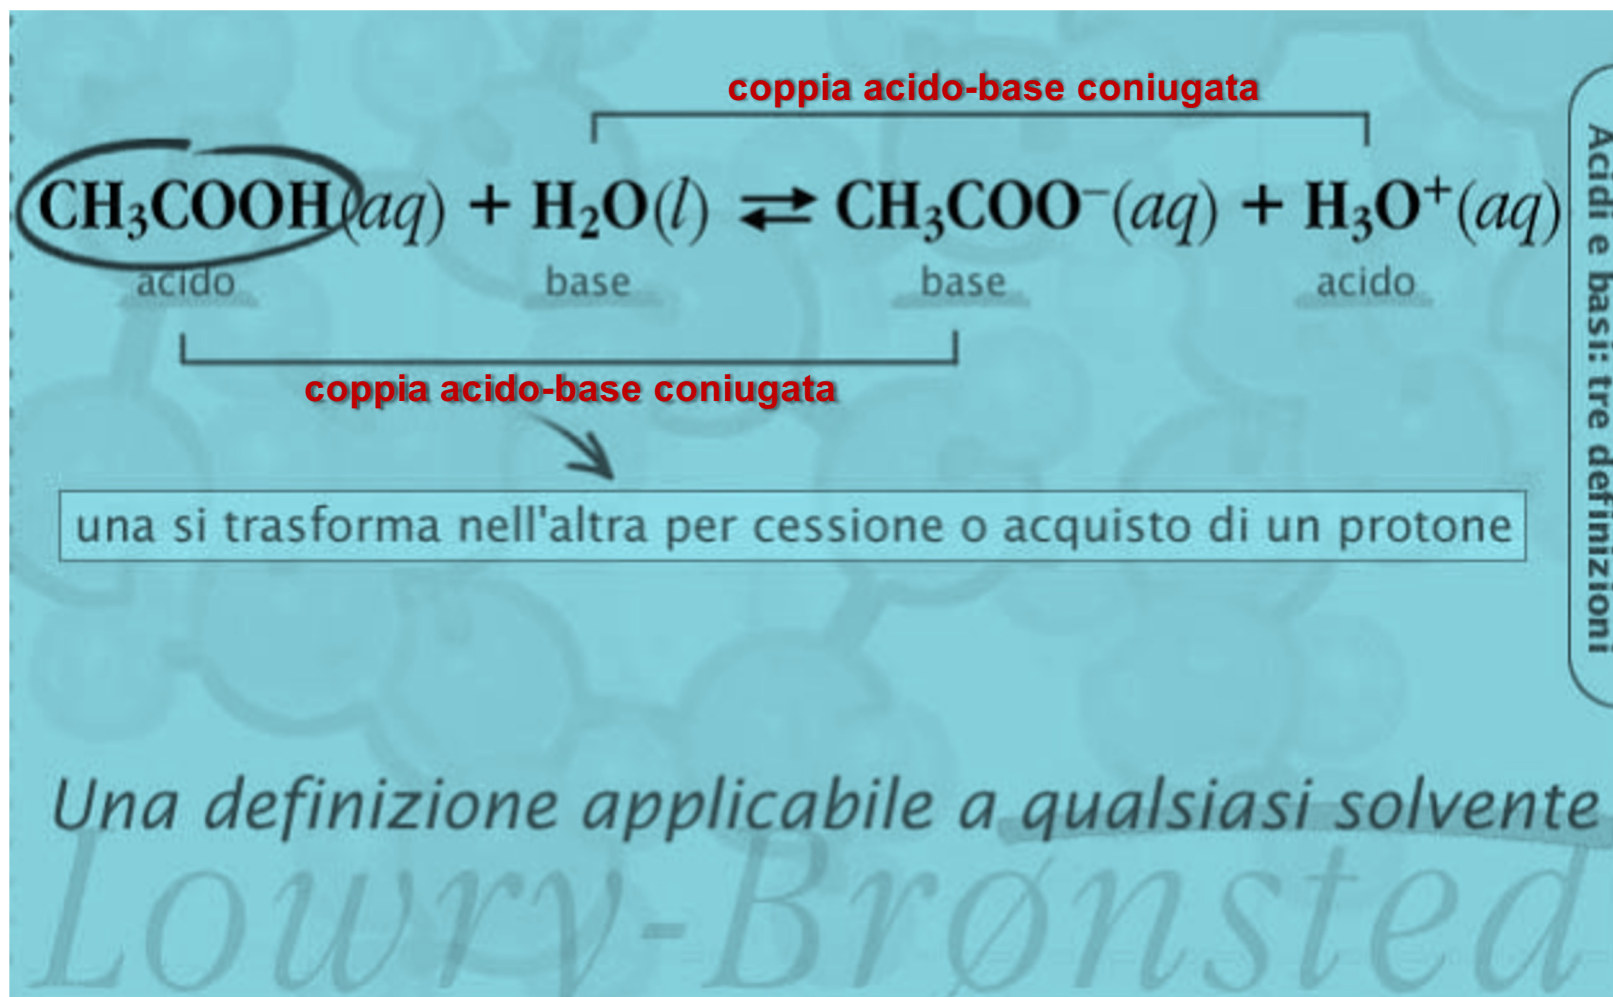 coppia acido-base coniugata
CH₃COOH(aq) + H₂O(l) ⇄ CH₃COO⁻(aq) + H₃O⁺(aq)
acido base base acido
coppia acido-base coniugata
una si trasforma nell'altra per cessione o acquisto di un protone
Una definizione applicabile a qualsiasi solvente
Lowry-Brønsted
Acidi e basi: tre definizioni